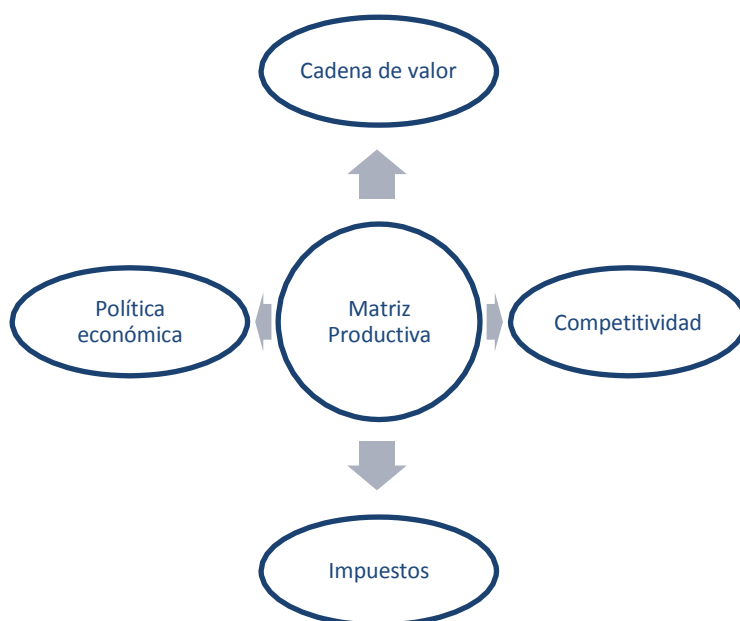 Cadena de valor
Política
económica
Matriz
Productiva
Competitividad
Impuestos